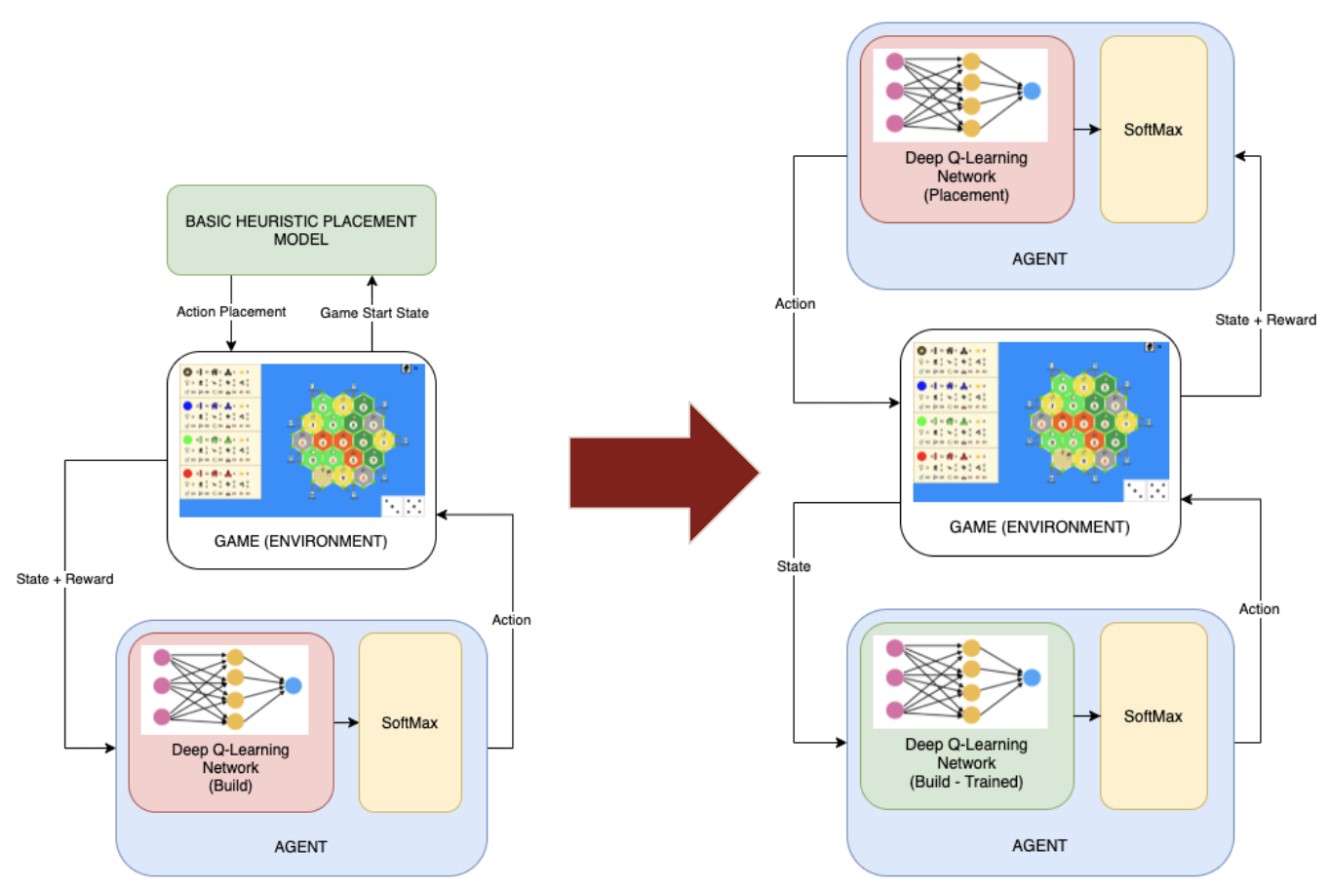 BASIC HEURISTIC PLACEMENT
MODEL
Action Placement
Game Start State
GAME (ENVIRONMENT)
State + Reward
Action
Deep Q-Learning
Network
(Build)
SoftMax
AGENT
Deep Q-Learning
Network
(Placement)
SoftMax
AGENT
Action
State + Reward
GAME (ENVIRONMENT)
State
Action
Deep Q-Learning
Network
(Build - Trained)
SoftMax
AGENT